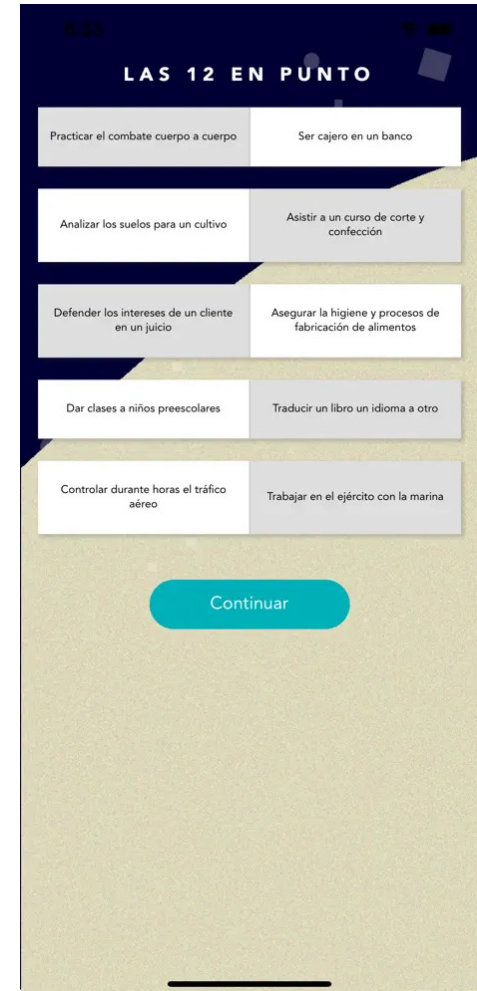 LAS 12 EN PUNTO
Practicar el combate cuerpo a cuerpo
Ser cajero en un banco
Analizar los suelos para un cultivo
Asistir a un curso de corte y
confección
Defender los intereses de un cliente
en un juicio
Asegurar la higiene y procesos de
fabricación de alimentos
Dar clases a niños preescolares
Traducir un libro un idioma a otro
Controlar durante horas el tráfico
aéreo
Trabajar en el ejército con la marina
Continuar